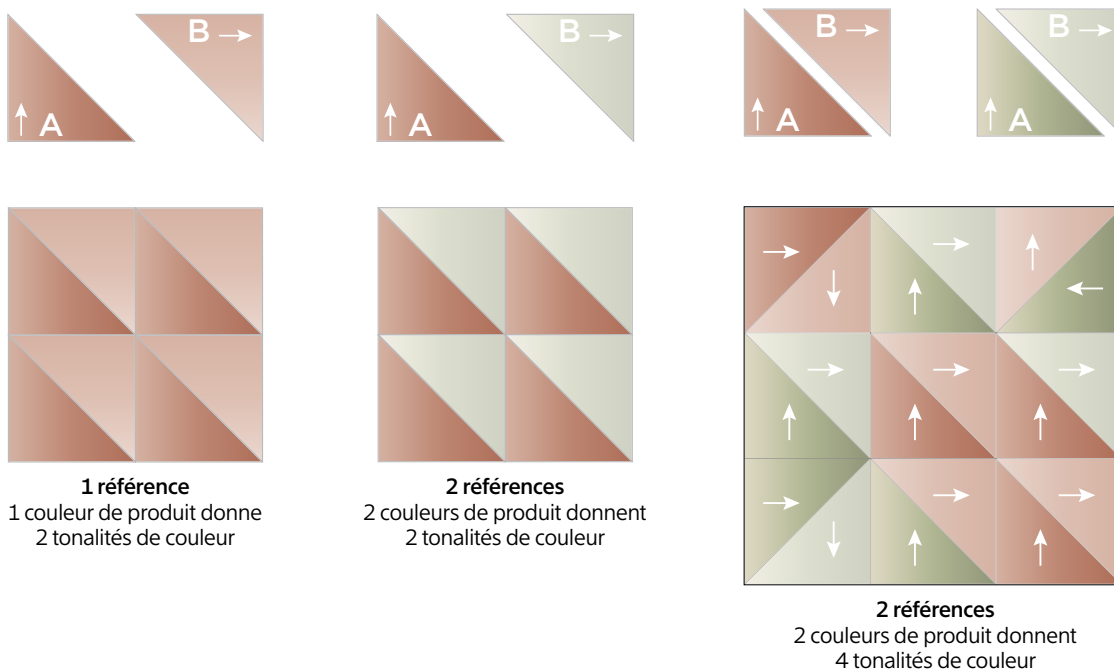 B
A
B
A
B
A
B
A
1 référence
1 couleur de produit donne
2 tonalités de couleur
2 références
2 couleurs de produit donnent
2 tonalités de couleur
2 références
2 couleurs de produit donnent
4 tonalités de couleur